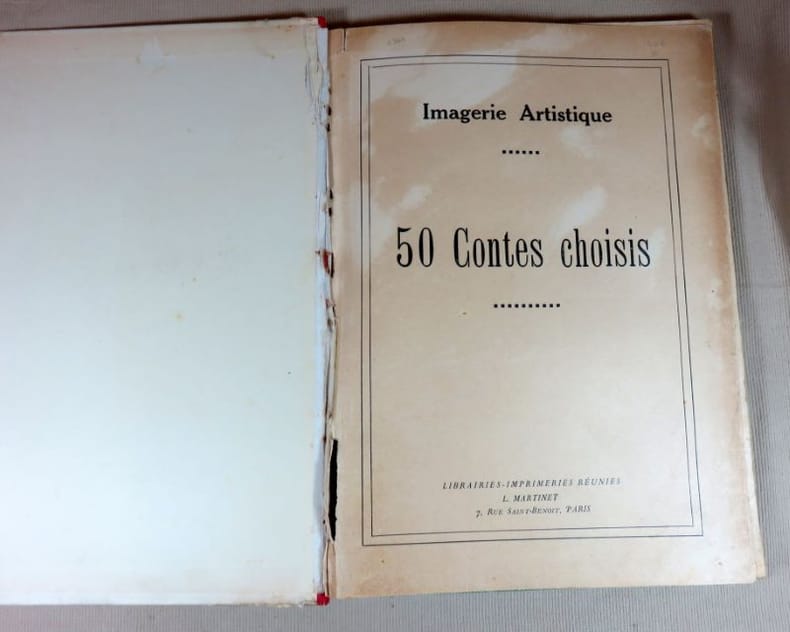 Imagerie Artistique
50 Contes choisis
LIBRAIRIES-IMPRIMERIES RÉUNIES
L. MARTINET
7, RUE SAINT-BENOIT, PARIS